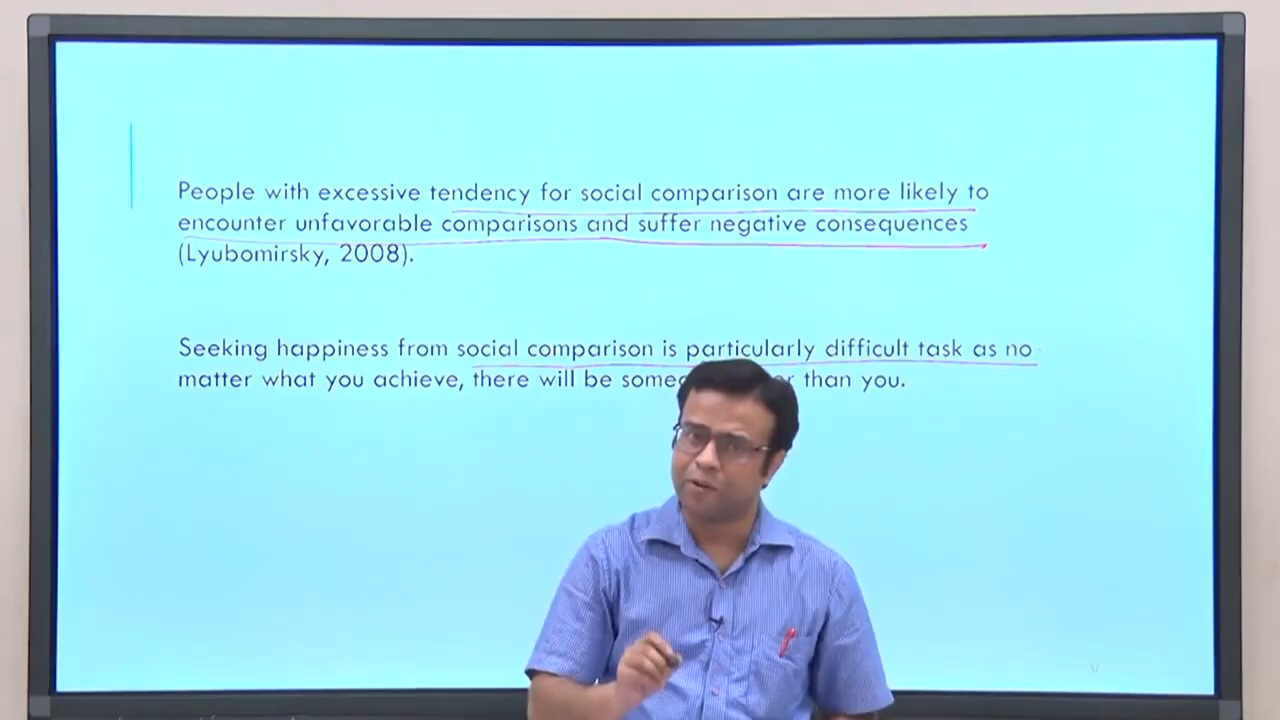 People with excessive tendency for social comparison are more likely to
encounter unfavorable comparisons and suffer negative consequences
(Lyubomirsky, 2008).
Seeking happiness from social comparison is particularly difficult task as no
matter what you achieve, there will be than you.